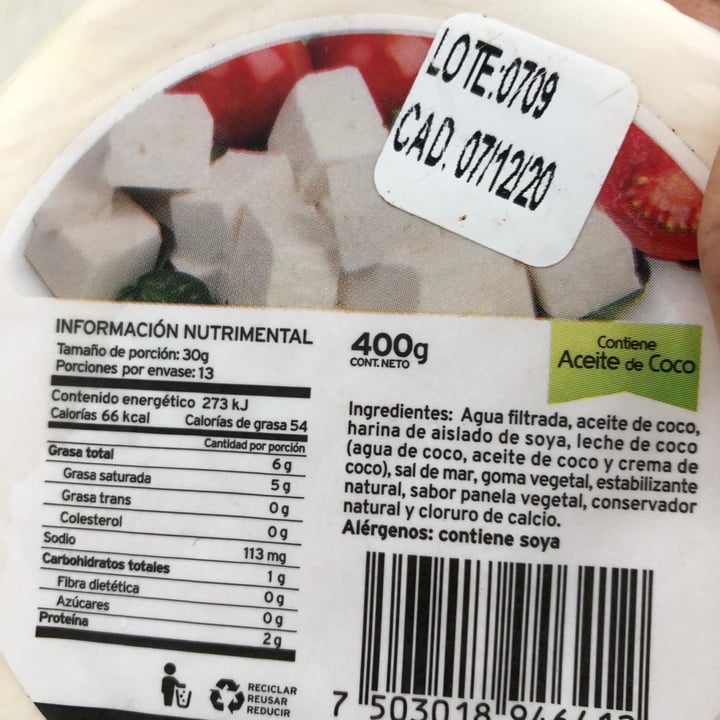 LOTE:0709
CAD. 07/12/20
INFORMACIÓN NUTRIMENTAL
Tamaño de porción: 30g
Porciones por envase: 13
Contenido energético 273 kJ
Calorías 66 kcal Calorías de grasa 54
Cantidad por porción
Grasa total 6 g
Grasa saturada 5 g
Grasa trans 0 g
Colesterol 0 g
Sodio 113 mg
Carbohidratos totales 1 g
Fibra dietética 0 g
Azúcares 0 g
Proteína 2 g
RECICLAR
REUSAR
REDUCIR
400g
CONT. NETO
Contiene
Aceite de Coco
Ingredientes: Agua filtrada, aceite de coco,
harina de aislado de soya, leche de coco
(agua de coco, aceite de coco y crema de
coco), sal de mar, goma vegetal, estabilizante
natural, sabor panela vegetal, conservador
natural y cloruro de calcio.
Alérgenos: contiene soya
7 503018